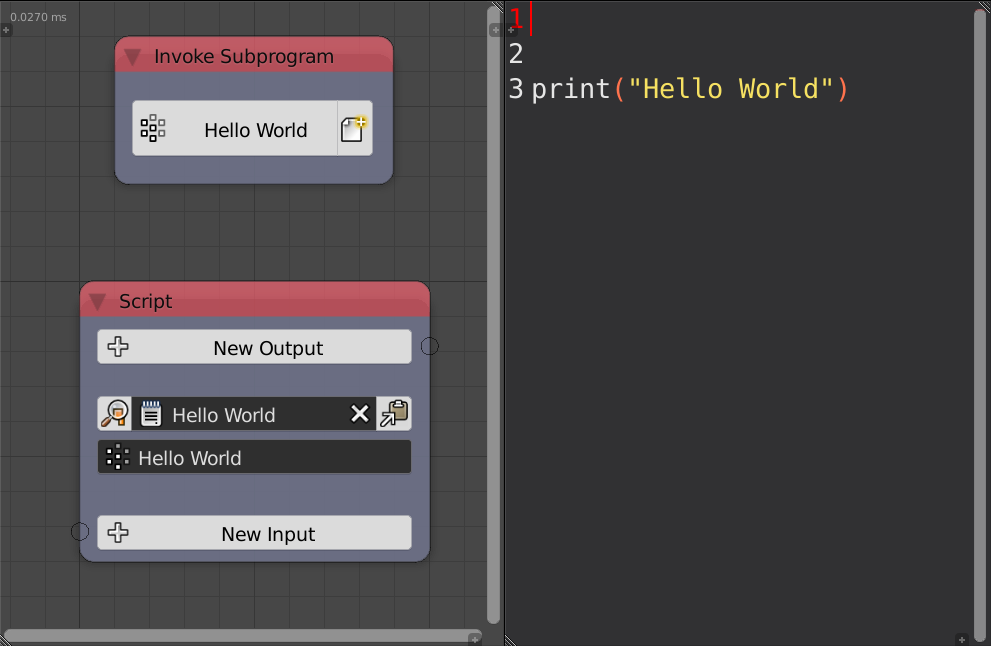 0.0270 ms
Invoke Subprogram
Hello World
Script
New Output
Hello World
Hello World
New Input
1
2
3 print("Hello World")